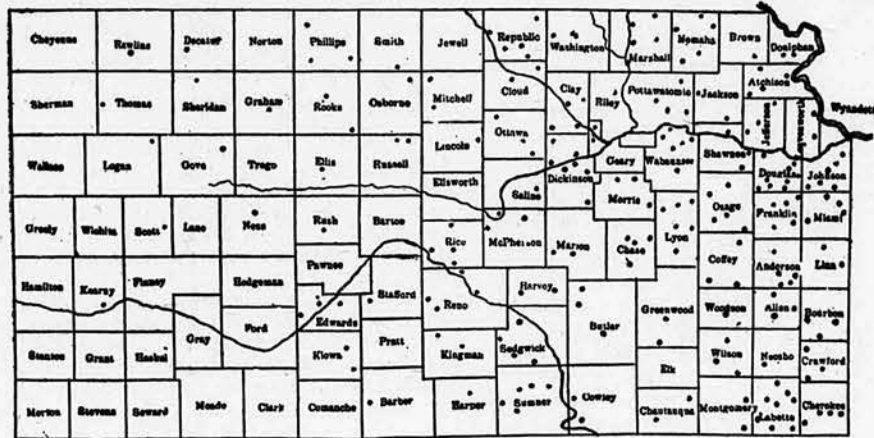 Cheyenne Rawlins Decatur Norton Phillips Smith Jewell Republic Washington Marshall Nemaha Brown Doniphan
Atchison
Sherman Thomas Sheridan Graham Rooks Osborne Mitchell Cloud Clay Riley Pottawatomie Jackson
Jefferson Leavenworth Wyandott
Ottawa
Wallace Logan Gove Trego Ellis Russell Lincoln Dickinson Geary Wabaunsee Shawnee Douglas Johnson
Ellsworth Saline Morris Osage Franklin Miami
Greely Wichita Scott Lane Ness Rush Barton Rice McPherson Marion Chase Lyon
Pawnee Coffey Anderson Linn
Hamilton Kearny Finney Hodgeman Stafford Reno Harvey
Gray Ford Edwards Butler Greenwood Woodson Allen Bourbon
Stanton Grant Haskel Kiowa Pratt Kingman Sedgwick Wilson Neosho Crawford
Elk
Morton Stevens Seward Meade Clark Comanche Barber Harper Sumner Cowley Chautauqua Montgomery Labette Cherokee